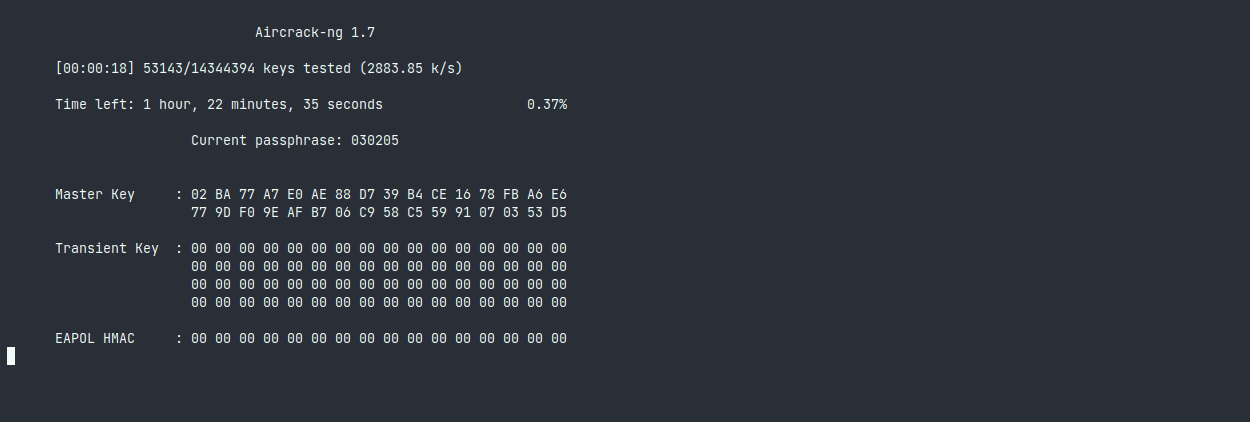 Aircrack-ng 1.7
[00:00:18] 53143/14344394 keys tested (2883.85 k/s)
Time left: 1 hour, 22 minutes, 35 seconds 0.37%
Current passphrase: 030205
Master Key : 02 BA 77 A7 E0 AE 88 D7 39 B4 CE 16 78 FB A6 E6
77 9D F0 9E AF B7 06 C9 58 C5 59 91 07 03 53 D5
Transient Key : 00 00 00 00 00 00 00 00 00 00 00 00 00 00 00 00
00 00 00 00 00 00 00 00 00 00 00 00 00 00 00 00
00 00 00 00 00 00 00 00 00 00 00 00 00 00 00 00
00 00 00 00 00 00 00 00 00 00 00 00 00 00 00 00
EAPOL HMAC : 00 00 00 00 00 00 00 00 00 00 00 00 00 00 00 00